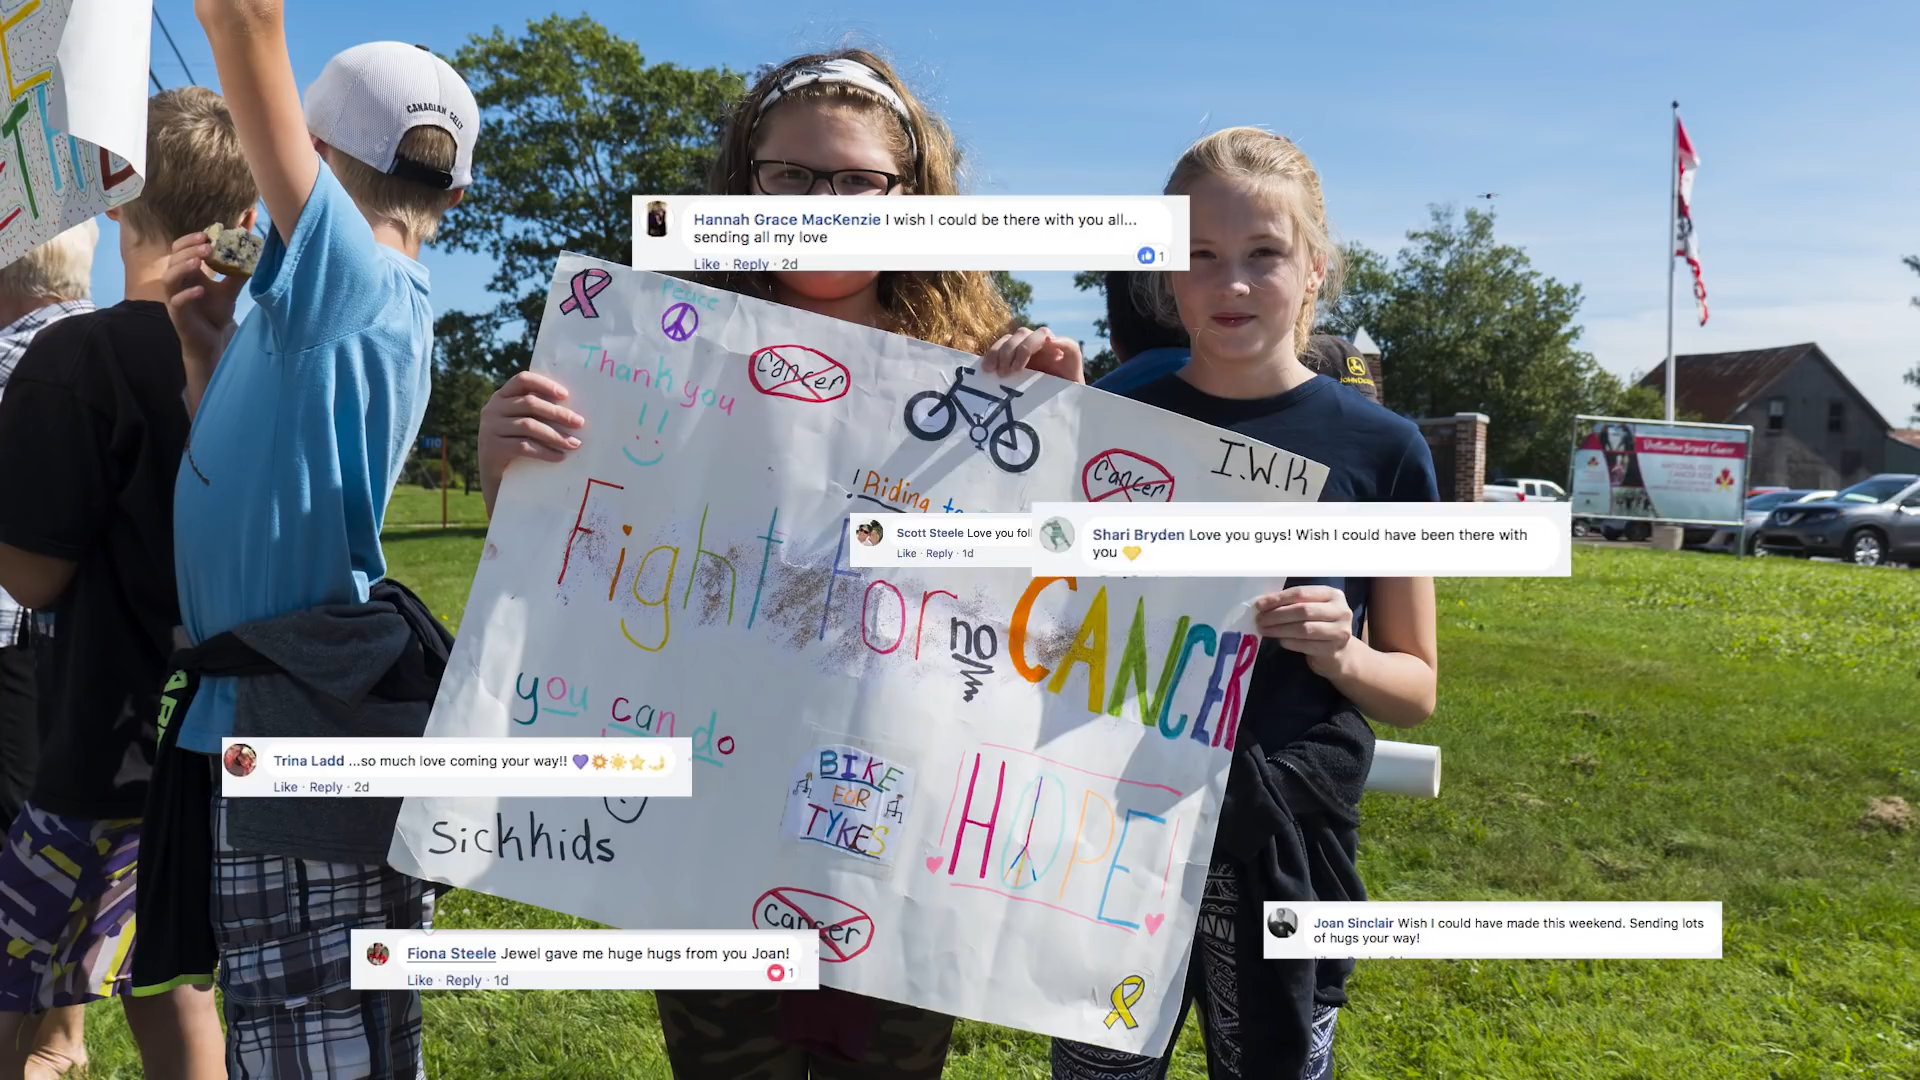 CANADIAN
Hannah Grace MacKenzie I wish I could be there with you all...
sending all my love
Like · Reply · 2d
1
Peace
Thank you
!!
Cancer
Cancer
I.W.K
JOHN DEERE
! Riding to
Scott Steele Love you
Like · Reply · 1d
Shari Bryden Love you guys! Wish I could have been there with
you
Fight For no CANCER
you can do
Trina Ladd ...so much love coming your way!!
Like · Reply · 2d
Sickkids
BIKE
FOR
TYKES
HOPE
Cancer
Fiona Steele Jewel gave me huge hugs from you Joan!
Like · Reply · 1d
1
Joan Sinclair Wish I could have made this weekend. Sending lots
of hugs your way!